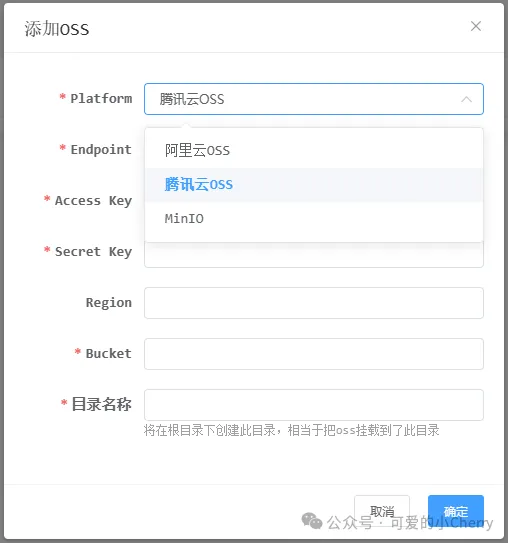 添加OSS
* Platform
腾讯云OSS
* Endpoint
阿里云OSS
腾讯云OSS
* Access Key
MinIO
* Secret Key
Region
* Bucket
* 目录名称
将在根目录下创建此目录，相当于把oss挂载到了此目录
取消
确定
公众号 · 可爱的小Cherry